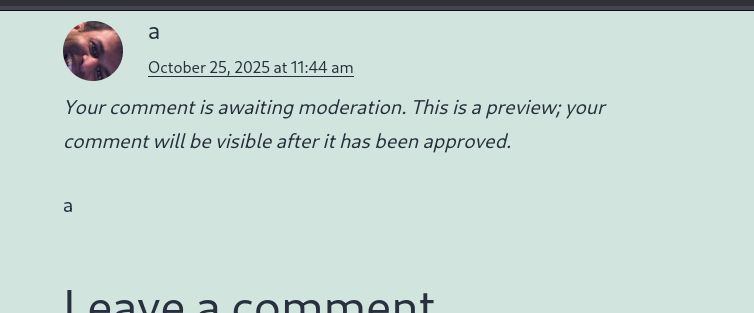 a
October 25, 2025 at 11:44 am
Your comment is awaiting moderation. This is a preview; your
comment will be visible after it has been approved.
a
Leave a comment